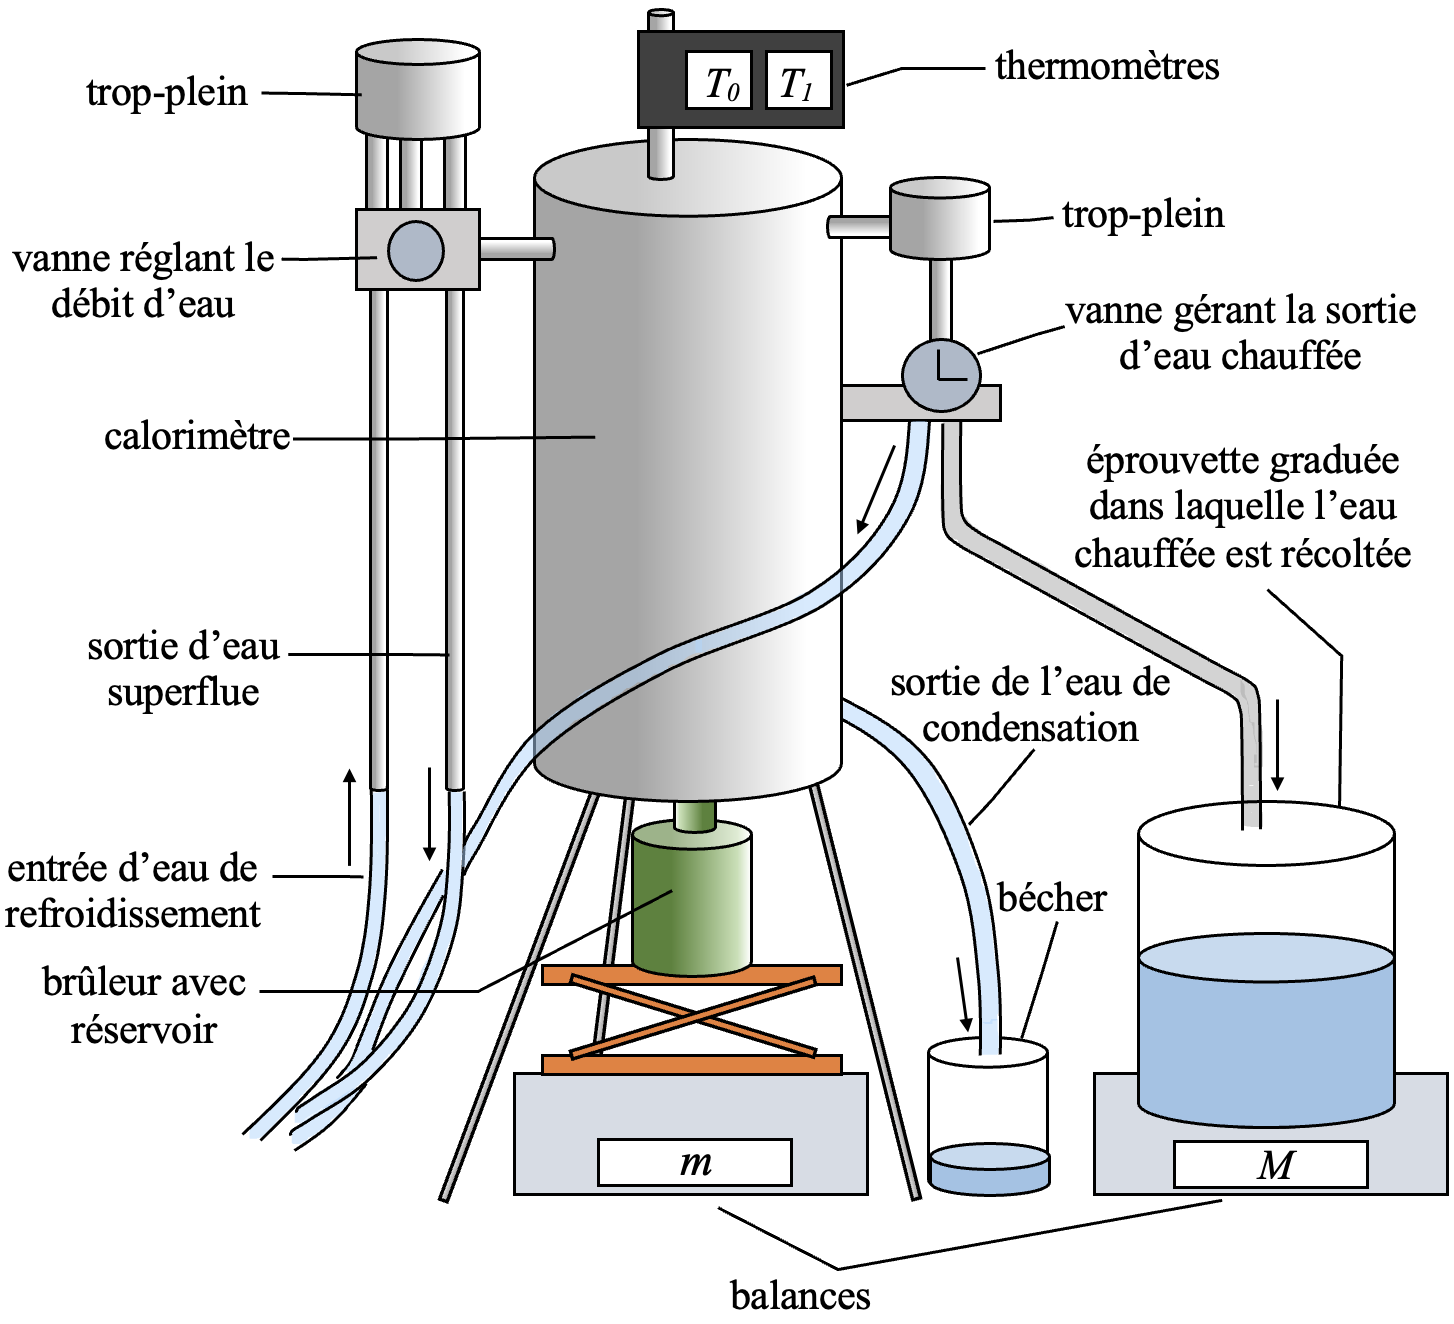 trop-plein
T0
T1
thermomètres
trop-plein
vanne réglant le
débit d’eau
vanne gérant la sortie
d’eau chauffée
calorimètre
éprouvette graduée
dans laquelle l’eau
chauffée est récoltée
sortie d’eau
superflue
sortie de l’eau de
condensation
entrée d’eau de
refroidissement
bécher
brûleur avec
réservoir
m
M
balances